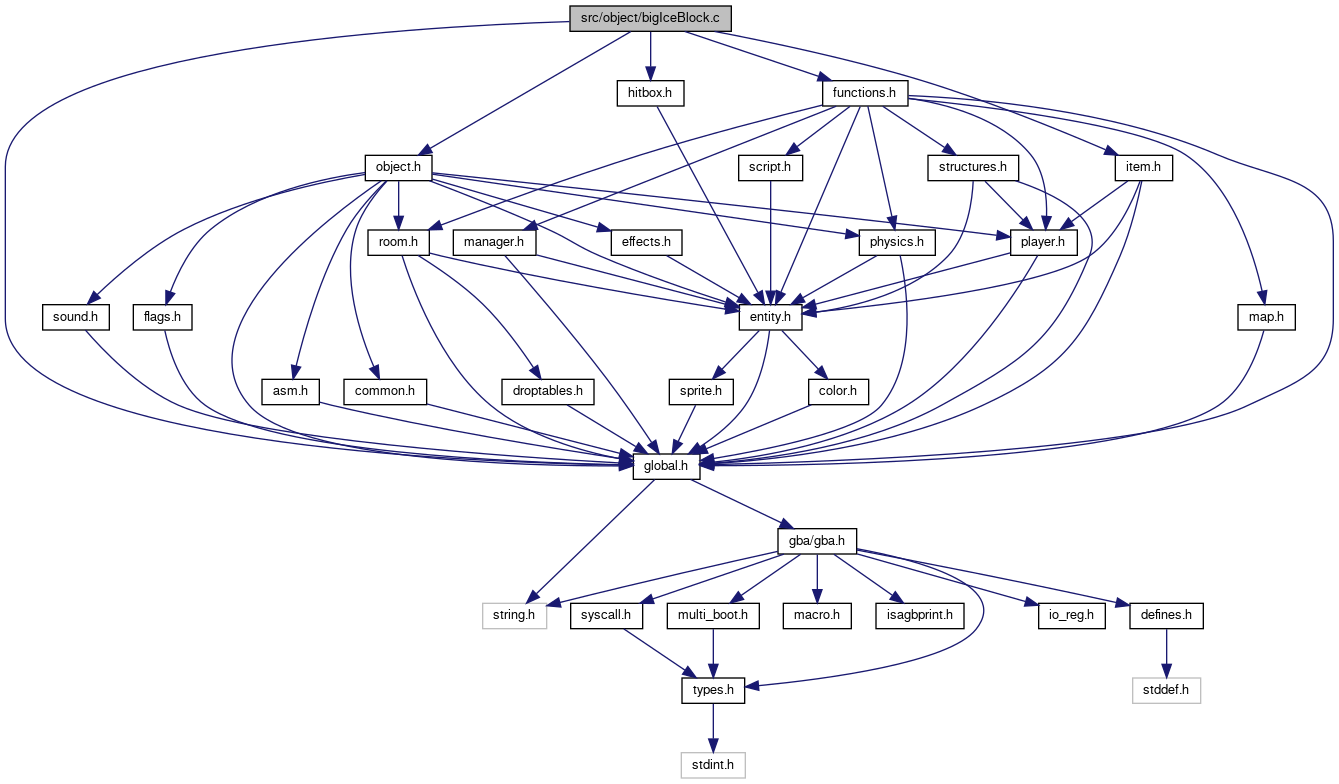 src/object/bigIceBlock.c
hitbox.h
functions.h
object.h
script.h
structures.h
item.h
room.h
manager.h
effects.h
physics.h
player.h
sound.h
flags.h
entity.h
map.h
asm.h
common.h
droptables.h
sprite.h
color.h
global.h
gba/gba.h
string.h
syscall.h
multi_boot.h
macro.h
isagbprint.h
io_reg.h
defines.h
types.h
stddef.h
stdint.h